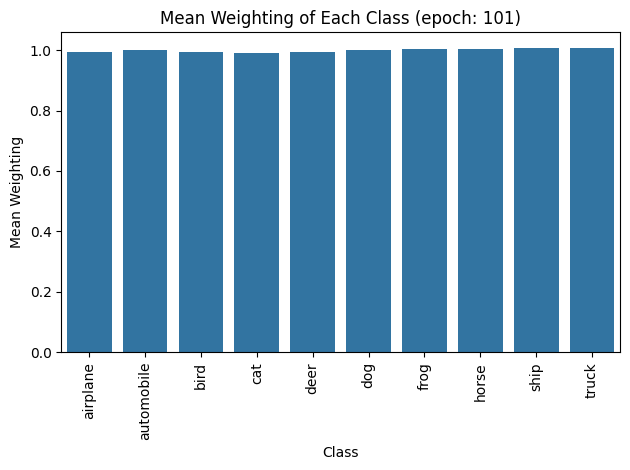 Mean Weighting of Each Class (epoch: 101)
Mean Weighting
1.0
0.8
0.6
0.4
0.2
0.0
airplane
automobile
bird
cat
deer
dog
frog
horse
ship
truck
Class